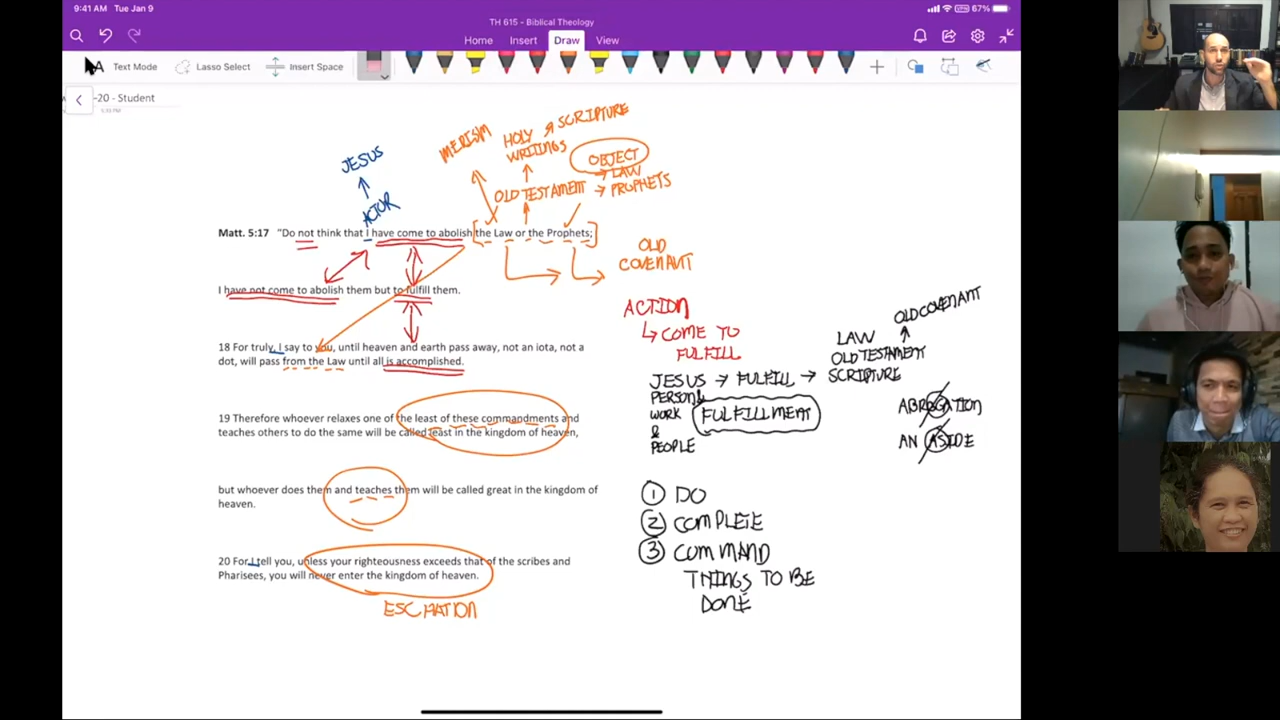 9:41 AM Tue Jan 9
67%
TH 615 - Biblical Theology
Home Insert Draw View
Text Mode Lasso Select Insert Space
-20 - Student
JESUS
ACTOR
MERISM
HOLY WRITINGS
SCRIPTURE
OBJECT
LAW
OLD TESTAMENT → PROPHETS
Matt. 5:17 "Do not think that I have come to abolish the Law or the Prophets;
OLD
COVENANT
I have not come to abolish them but to fulfill them.
18 For truly, I say to you, until heaven and earth pass away, not an iota, not a
dot, will pass from the Law until all is accomplished.
19 Therefore whoever relaxes one of the least of these commandments and
teaches others to do the same will be called least in the kingdom of heaven,
but whoever does them and teaches them will be called great in the kingdom of
heaven.
20 For I tell you, unless your righteousness exceeds that of the scribes and
Pharisees, you will never enter the kingdom of heaven.
ACTION
COME TO
FULFILL
OLD COVENANT
LAW
OLD TESTAMENT
SCRIPTURE
JESUS → FULFILL →
PERSON &
WORK
&
PEOPLE
FULFILLMENT
ABROGATION
AN ASIDE
1 DO
2 COMPLETE
3 COMMAND
THINGS TO BE
DONE